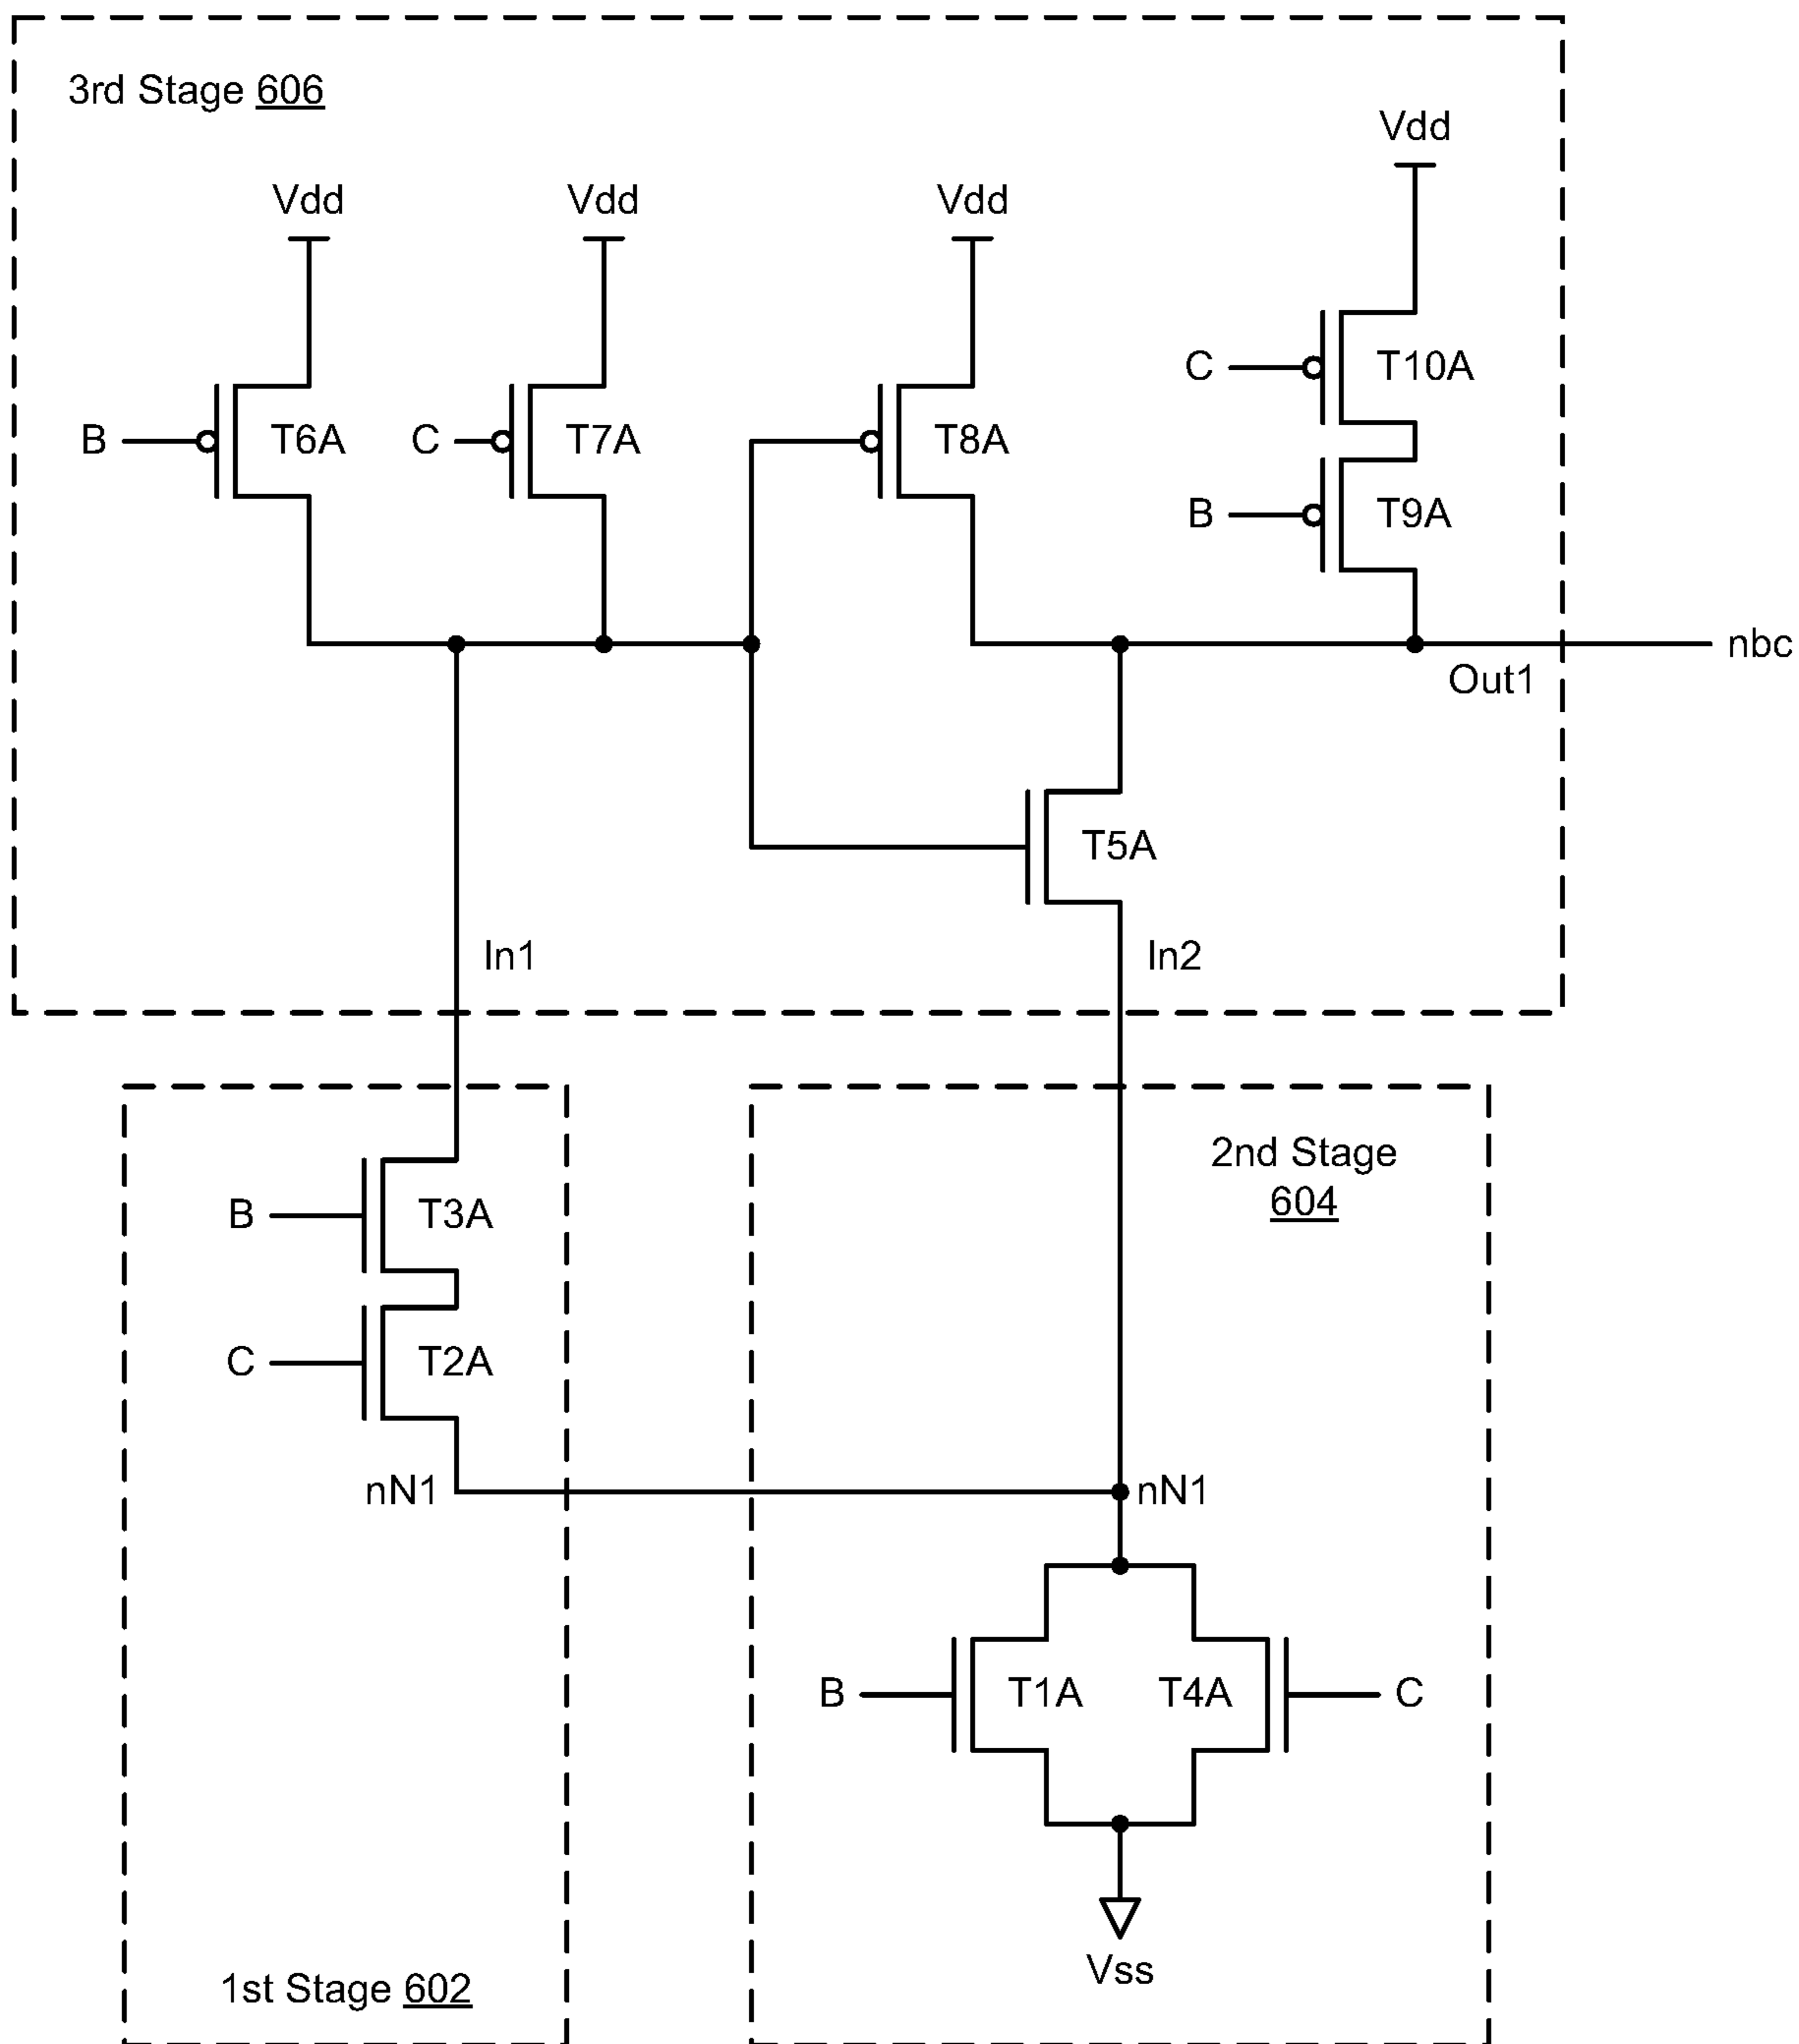 3rd Stage 606
Vdd
Vdd
Vdd
Vdd
C
T10A
B
T6A
C
T7A
T8A
B
T9A
nbc
Out1
T5A
In1
In2
2nd Stage
604
B
T3A
C
T2A
nN1
nN1
B
T1A
T4A
C
Vss
1st Stage 602